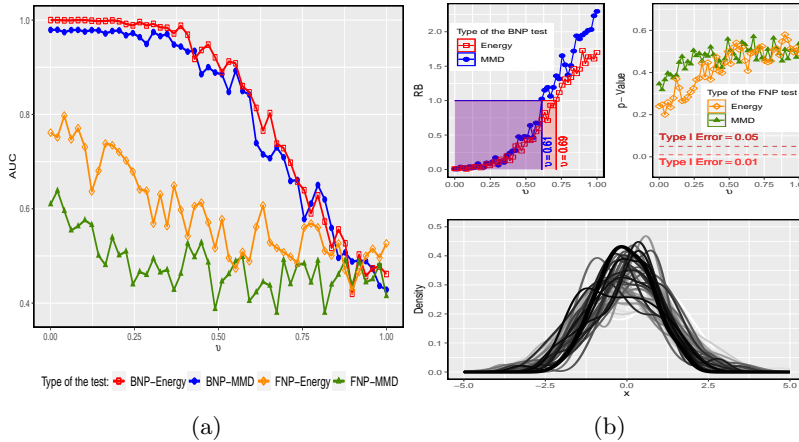 1.0
0.8
0.6
0.4
AUC
0.00 0.25 0.50 0.75 1.00
υ
Type of the test: BNP−Energy BNP−MMD FNP−Energy FNP−MMD
(a)
2.0
1.5
1.0
0.5
0.0
RB
Type of the BNP test
Energy
MMD
υ = 0.61
υ = 0.69
0.00 0.25 0.50 0.75 1.00
υ
0.6
0.4
0.2
0.0
p − Value
Type of the FNP test
Energy
MMD
Type I Error = 0.05
Type I Error = 0.01
0.00 0.25 0.50 0.75 1.00
υ
0.5
0.4
0.3
0.2
0.1
0.0
Density
−5.0 −2.5 0.0 2.5 5.0
x
(b)